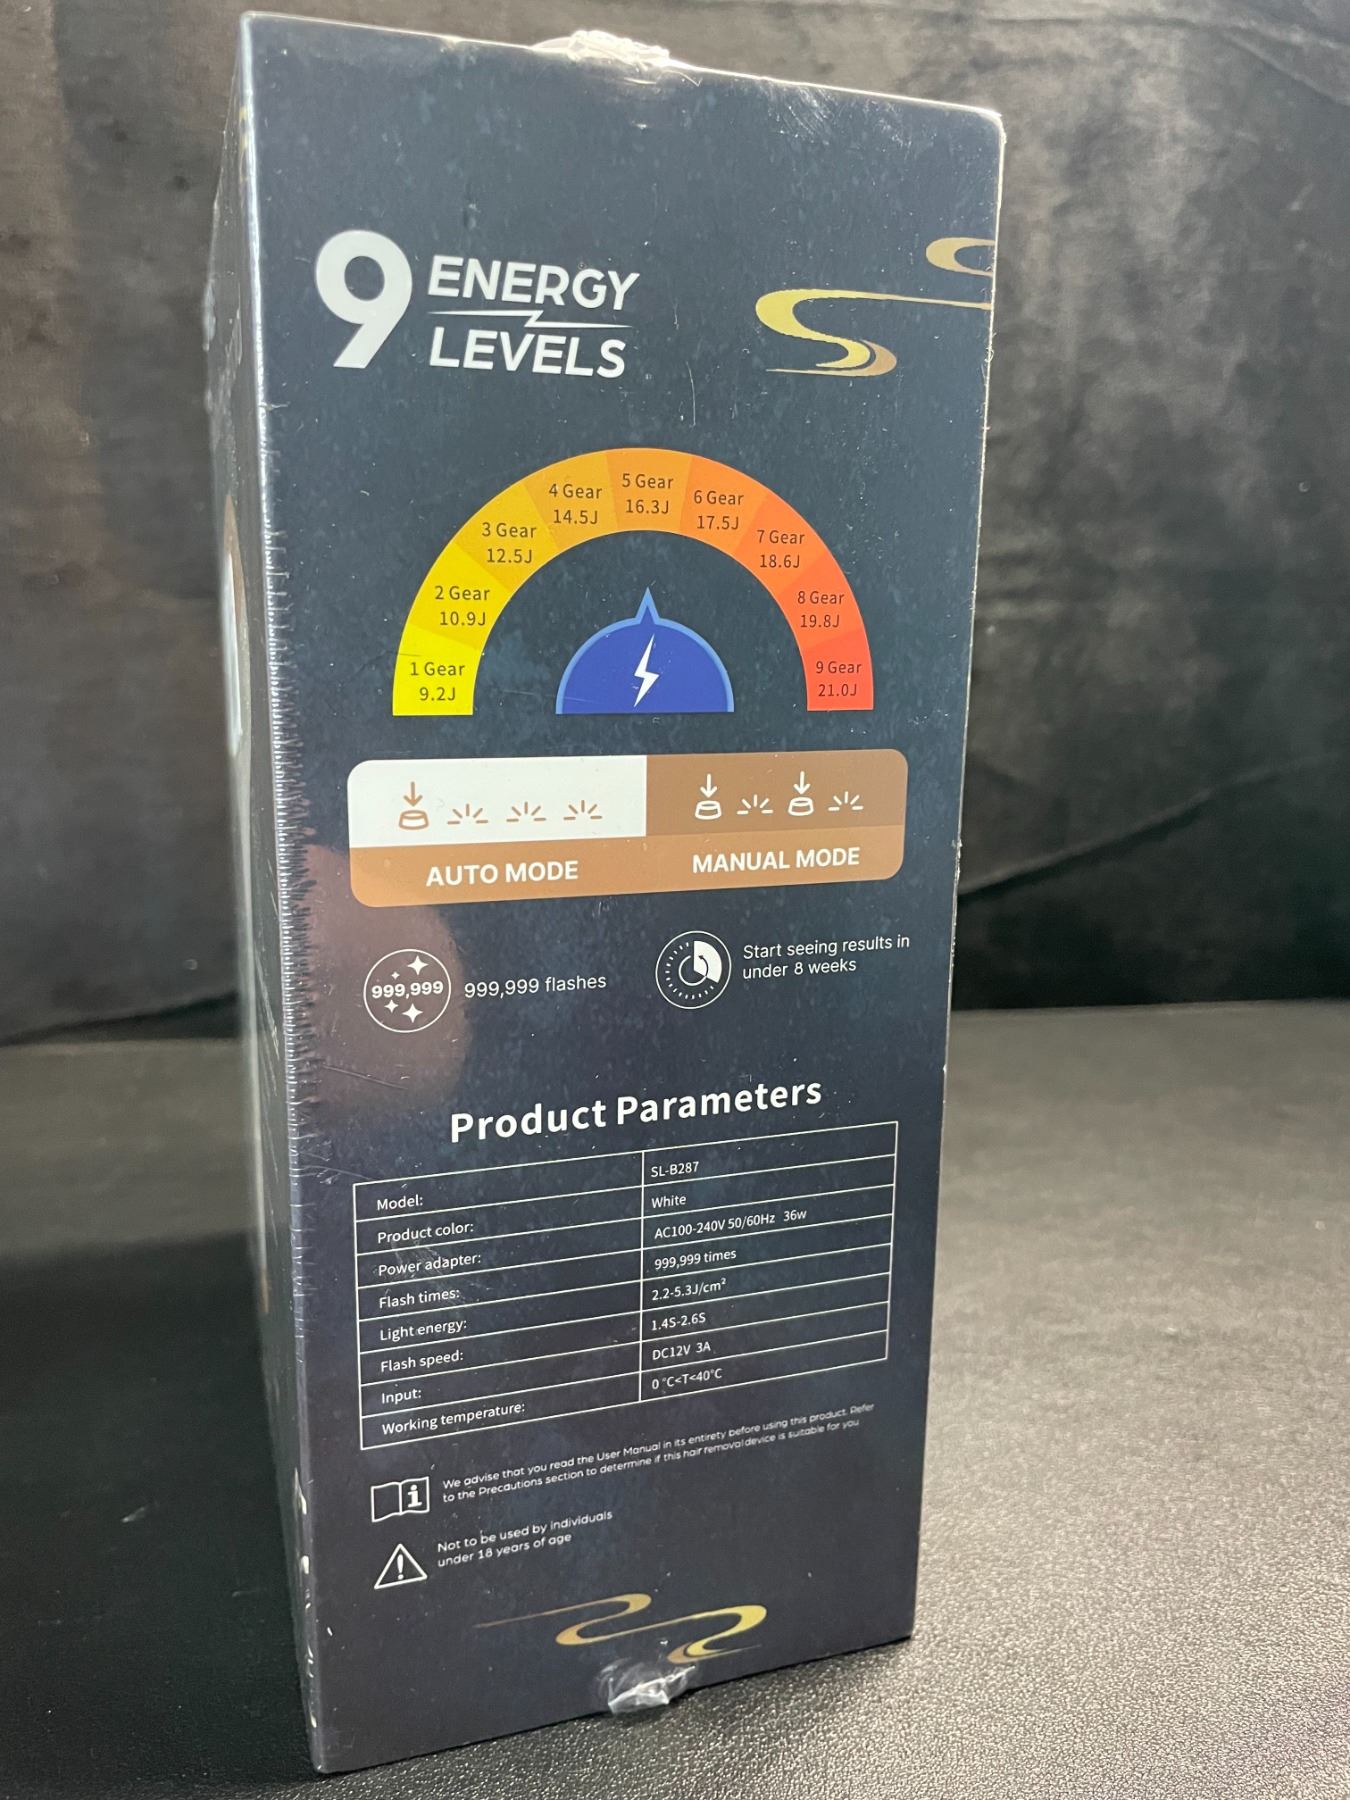 9 ENERGY
LEVELS
1 Gear
9.2J
2 Gear
10.9J
3 Gear
12.5J
4 Gear
14.5J
5 Gear
16.3J
6 Gear
17.5J
7 Gear
18.6J
8 Gear
19.8J
9 Gear
21.0J
AUTO MODE
MANUAL MODE
999,999
999,999 flashes
Start seeing results in
under 8 weeks
Product Parameters
Model: SL-B287
Product color: White
Power adapter: AC100-240V 50/60Hz 36w
Flash times: 999,999 times
Light energy: 2.2-5.3J/cm²
Flash speed: 1.4S-2.6S
Input: DC12V 3A
Working temperature: 0°C<T<40°C
We advise that you read the User Manual in its entirety before using this product. Refer
to the Precautions section to determine if this hair removal device is suitable for you
Not to be used by individuals
under 18 years of age